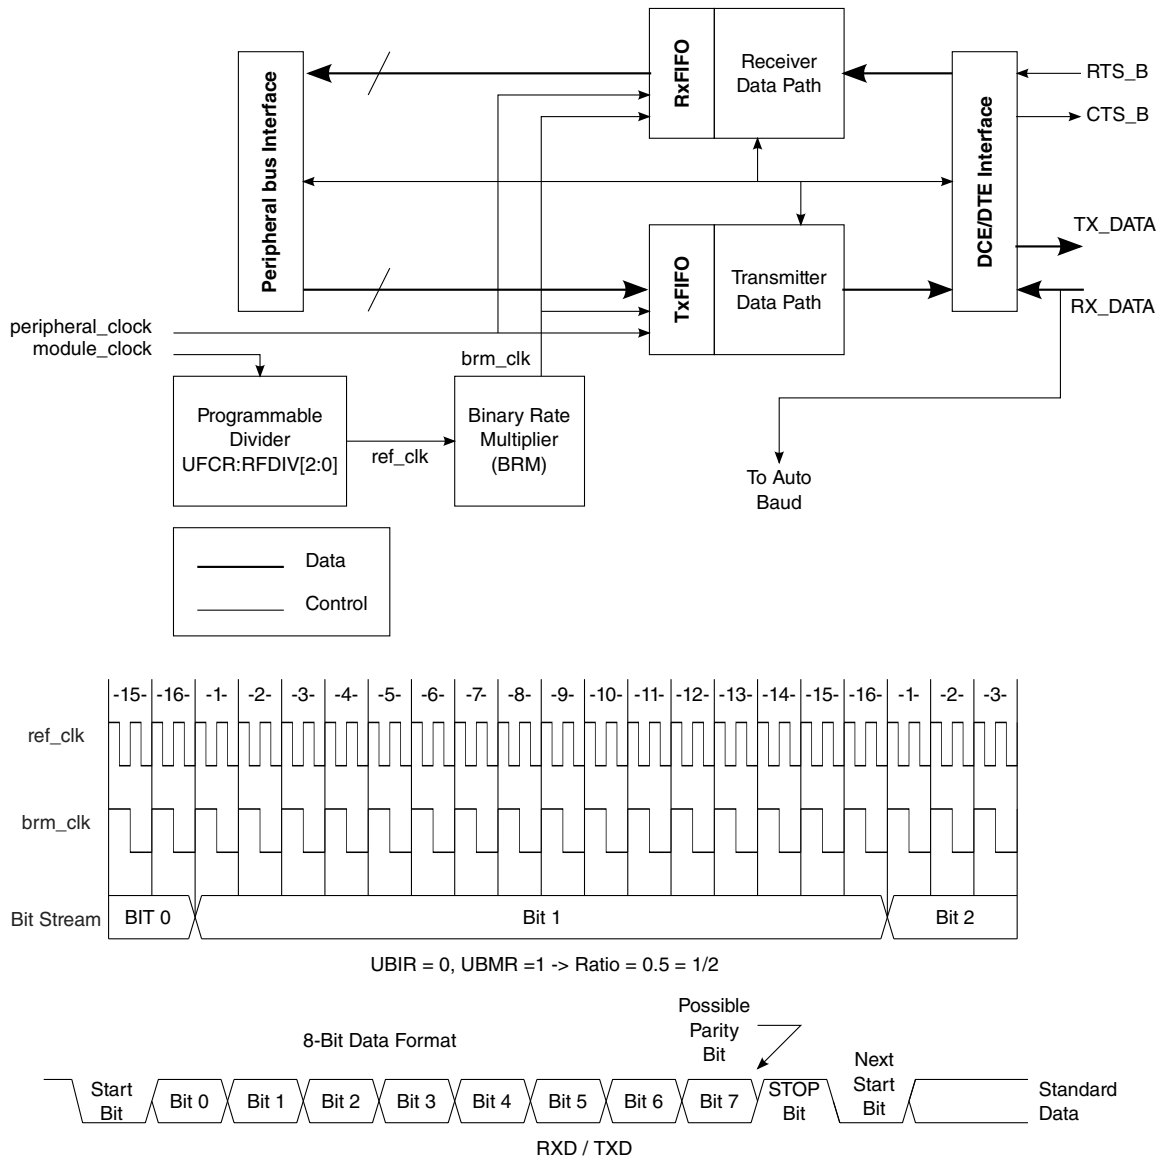 Peripheral bus Interface
RxFIFO
Receiver
Data Path
DCE/DTE Interface
RTS_B
CTS_B
TX_DATA
RX_DATA
TxFIFO
Transmitter
Data Path
peripheral_clock
module_clock
brm_clk
Programmable
Divider
UFCR:RFDIV[2:0]
ref_clk
Binary Rate
Multiplier
(BRM)
To Auto
Baud
Data
Control
-15- -16- -1- -2- -3- -4- -5- -6- -7- -8- -9- -10- -11- -12- -13- -14- -15- -16- -1- -2- -3-
ref_clk
brm_clk
Bit Stream BIT 0 Bit 1 Bit 2
UBIR = 0, UBMR =1 -> Ratio = 0.5 = 1/2
8-Bit Data Format
Possible
Parity
Bit
Start
Bit
Bit 0 Bit 1 Bit 2 Bit 3 Bit 4 Bit 5 Bit 6 Bit 7
STOP
Bit
Next
Start
Bit
Standard
Data
RXD / TXD